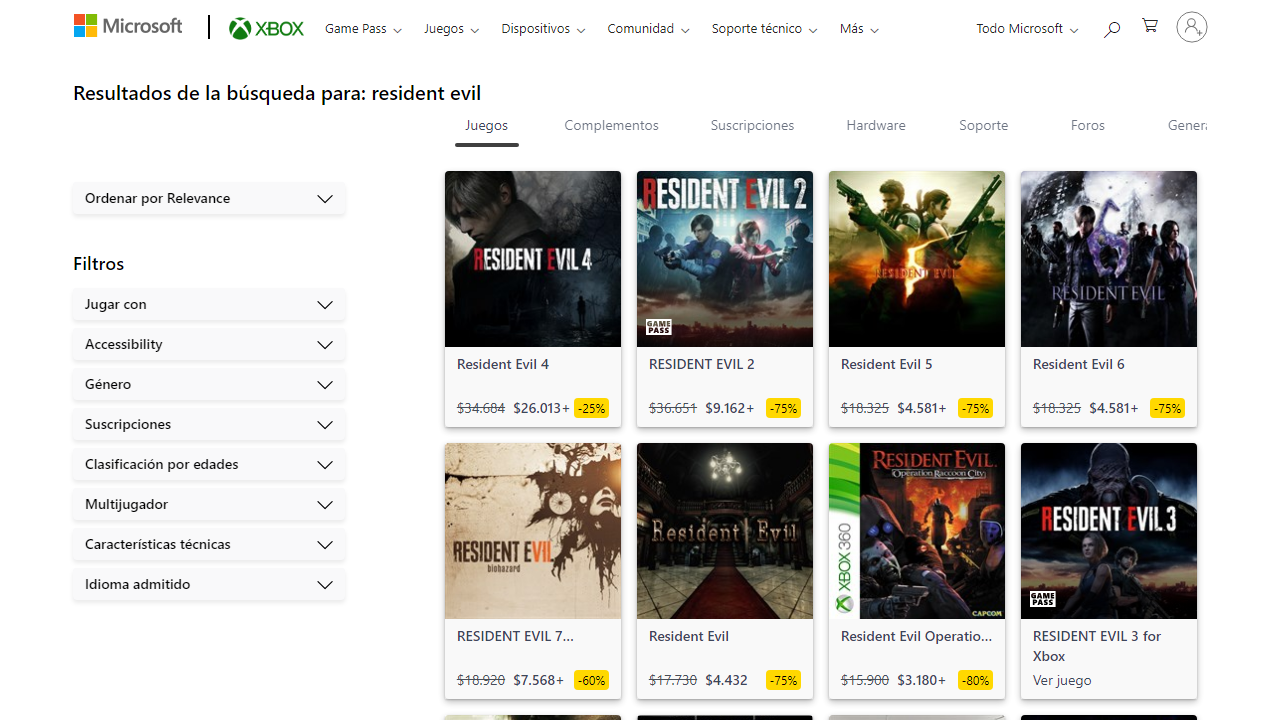 Microsoft
XBOX
Game Pass
Juegos
Dispositivos
Comunidad
Soporte técnico
Más
Todo Microsoft
Resultados de la búsqueda para: resident evil
Juegos
Complementos
Suscripciones
Hardware
Soporte
Foros
Genera
Ordenar por Relevance
Filtros
Jugar con
Accessibility
Género
Suscripciones
Clasificación por edades
Multijugador
Características técnicas
Idioma admitido
RESIDENT EVIL 4
Resident Evil 4
$34.684 $26.013+ -25%
RESIDENT EVIL 2
GAME PASS
RESIDENT EVIL 2
$36.651 $9.162+ -75%
RESIDENT EVIL 5
Resident Evil 5
$18.325 $4.581+ -75%
6
RESIDENT EVIL
Resident Evil 6
$18.325 $4.581+ -75%
RESIDENT EVIL
biohazard
RESIDENT EVIL 7...
$18.920 $7.568+ -60%
Resident Evil
Resident Evil
$17.730 $4.432 -75%
XBOX 360
RESIDENT EVIL.
Operation Raccoon City
CAPCOM
Resident Evil Operatio...
$15.900 $3.180+ -80%
RESIDENT EVIL 3
GAME PASS
RESIDENT EVIL 3 for
Xbox
Ver juego